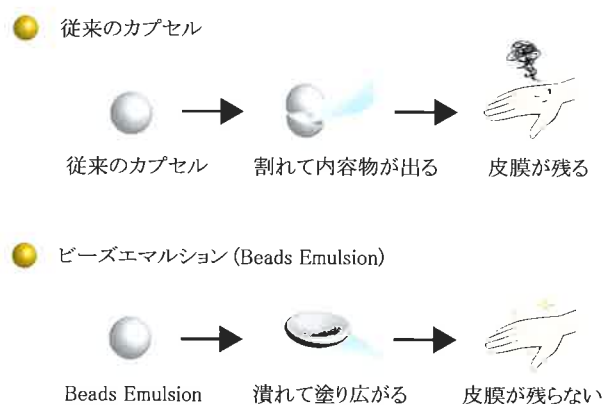 従来のカプセル
従来のカプセル 割れて内容物が出る 皮膜が残る
ビーズエマルション (Beads Emulsion)
Beads Emulsion 潰れて塗り広がる 皮膜が残らない